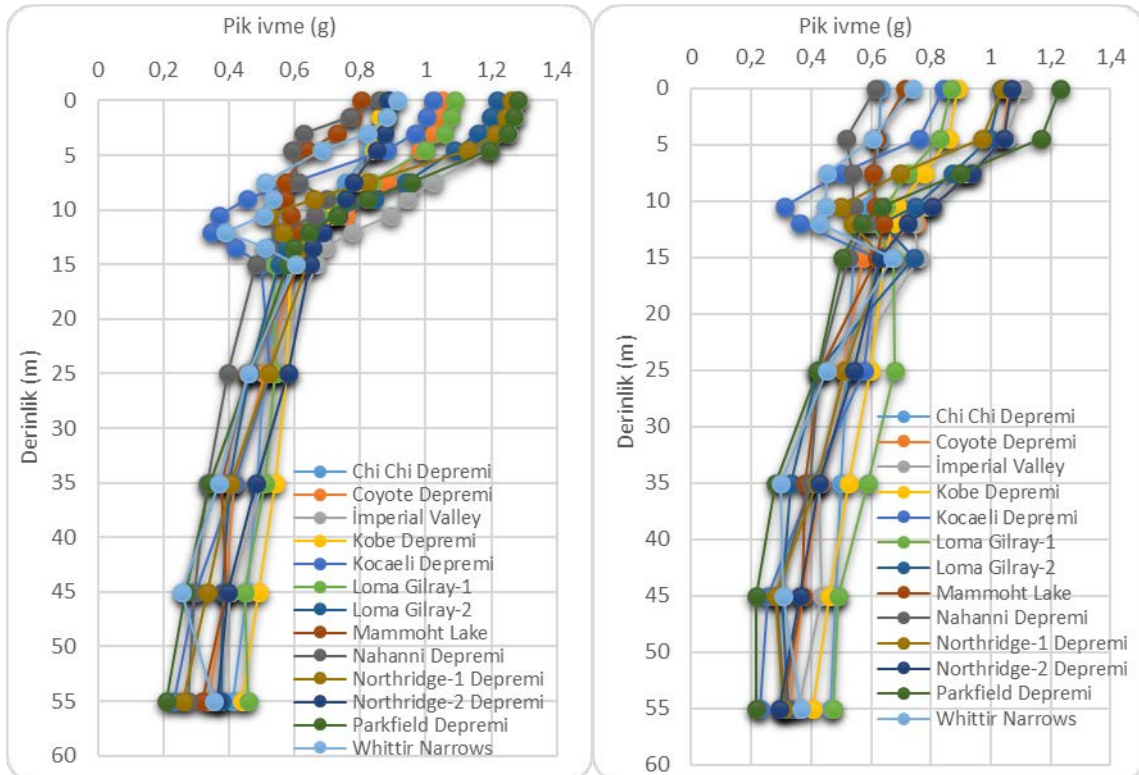 Pik ivme (g)
0 0,2 0,4 0,6 0,8 1 1,2 1,4
0
5
10
15
20
25
30
35
40
45
50
55
60
Derinlik (m)
Chi Chi Depremi
Coyote Depremi
İmperial Valley
Kobe Depremi
Kocaeli Depremi
Loma Gilray-1
Loma Gilray-2
Mammoht Lake
Nahanni Depremi
Northridge-1 Depremi
Northridge-2 Depremi
Parkfield Depremi
Whittir Narrows
Pik ivme (g)
0 0,2 0,4 0,6 0,8 1 1,2 1,4
0
5
10
15
20
25
30
35
40
45
50
55
60
Derinlik (m)
Chi Chi Depremi
Coyote Depremi
İmperial Valley
Kobe Depremi
Kocaeli Depremi
Loma Gilray-1
Loma Gilray-2
Mammoht Lake
Nahanni Depremi
Northridge-1 Depremi
Northridge-2 Depremi
Parkfield Depremi
Whittir Narrows